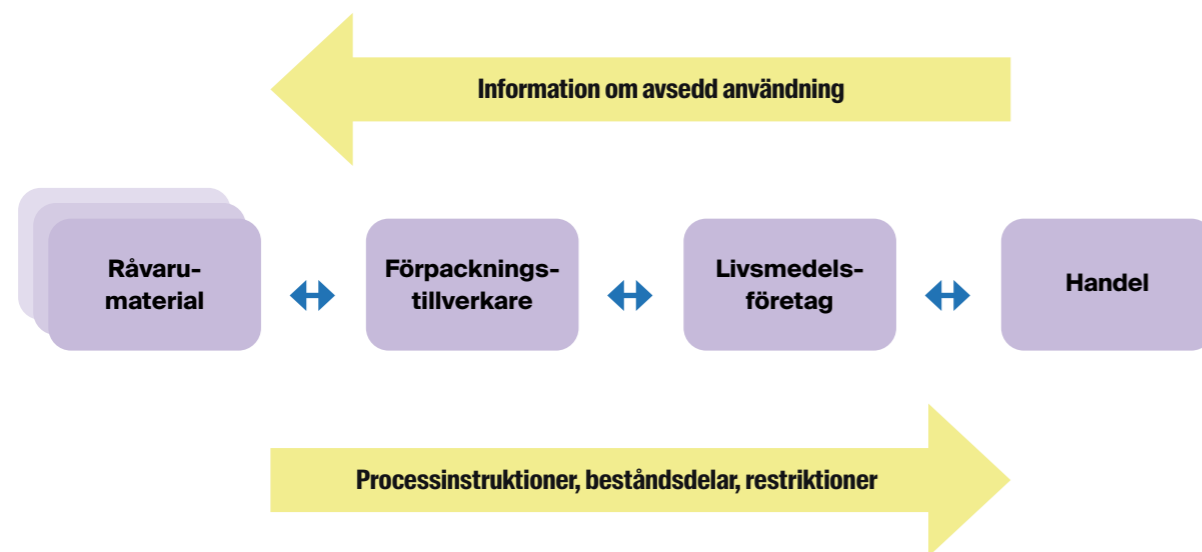 Information om avsedd användning
Råvaru-
material
Förpacknings-
tillverkare
Livsmedels-
företag
Handel
Processinstruktioner, beståndsdelar, restriktioner